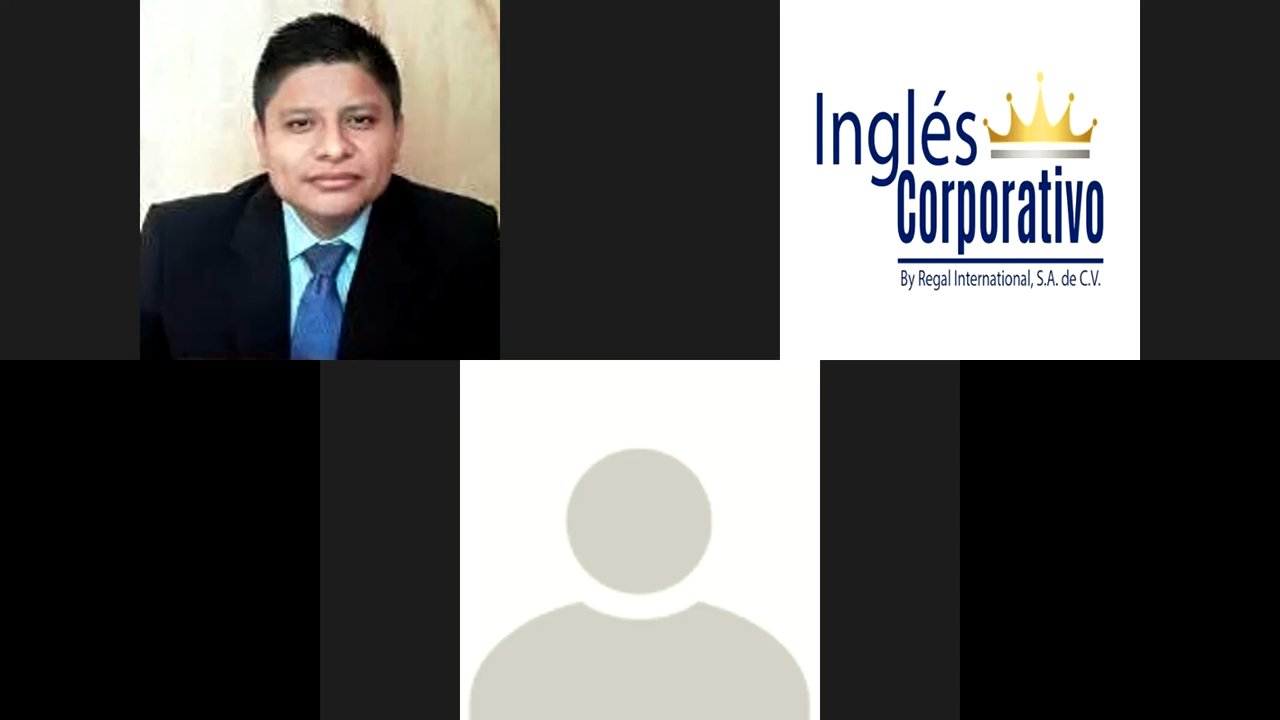 Inglés
Corporativo
By Regal International, S.A. de C.V.